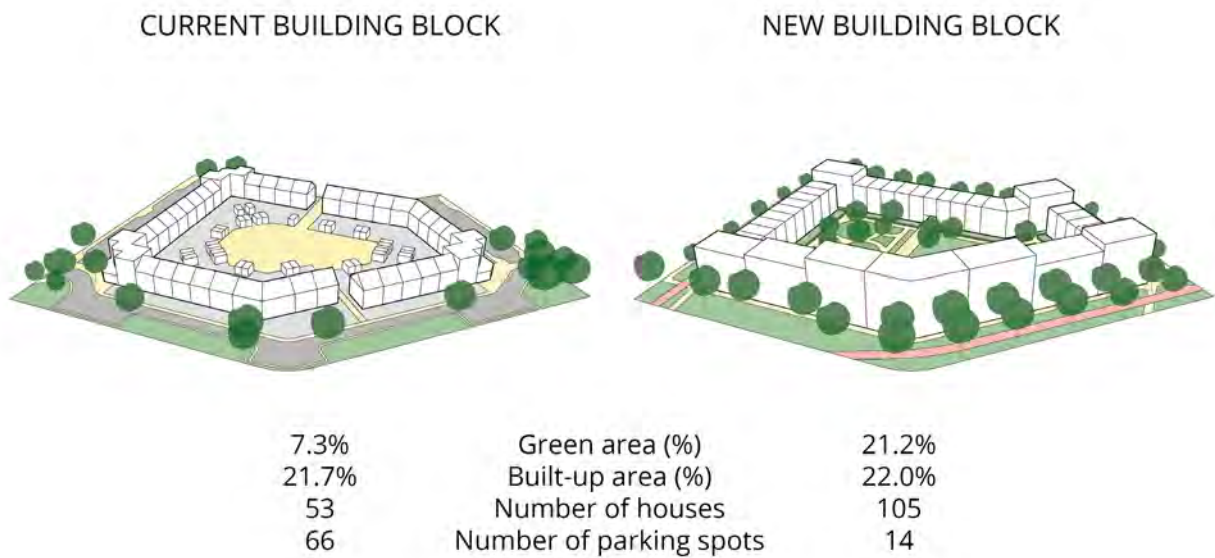 CURRENT BUILDING BLOCK NEW BUILDING BLOCK
7.3% Green area (%) 21.2%
21.7% Built-up area (%) 22.0%
53 Number of houses 105
66 Number of parking spots 14